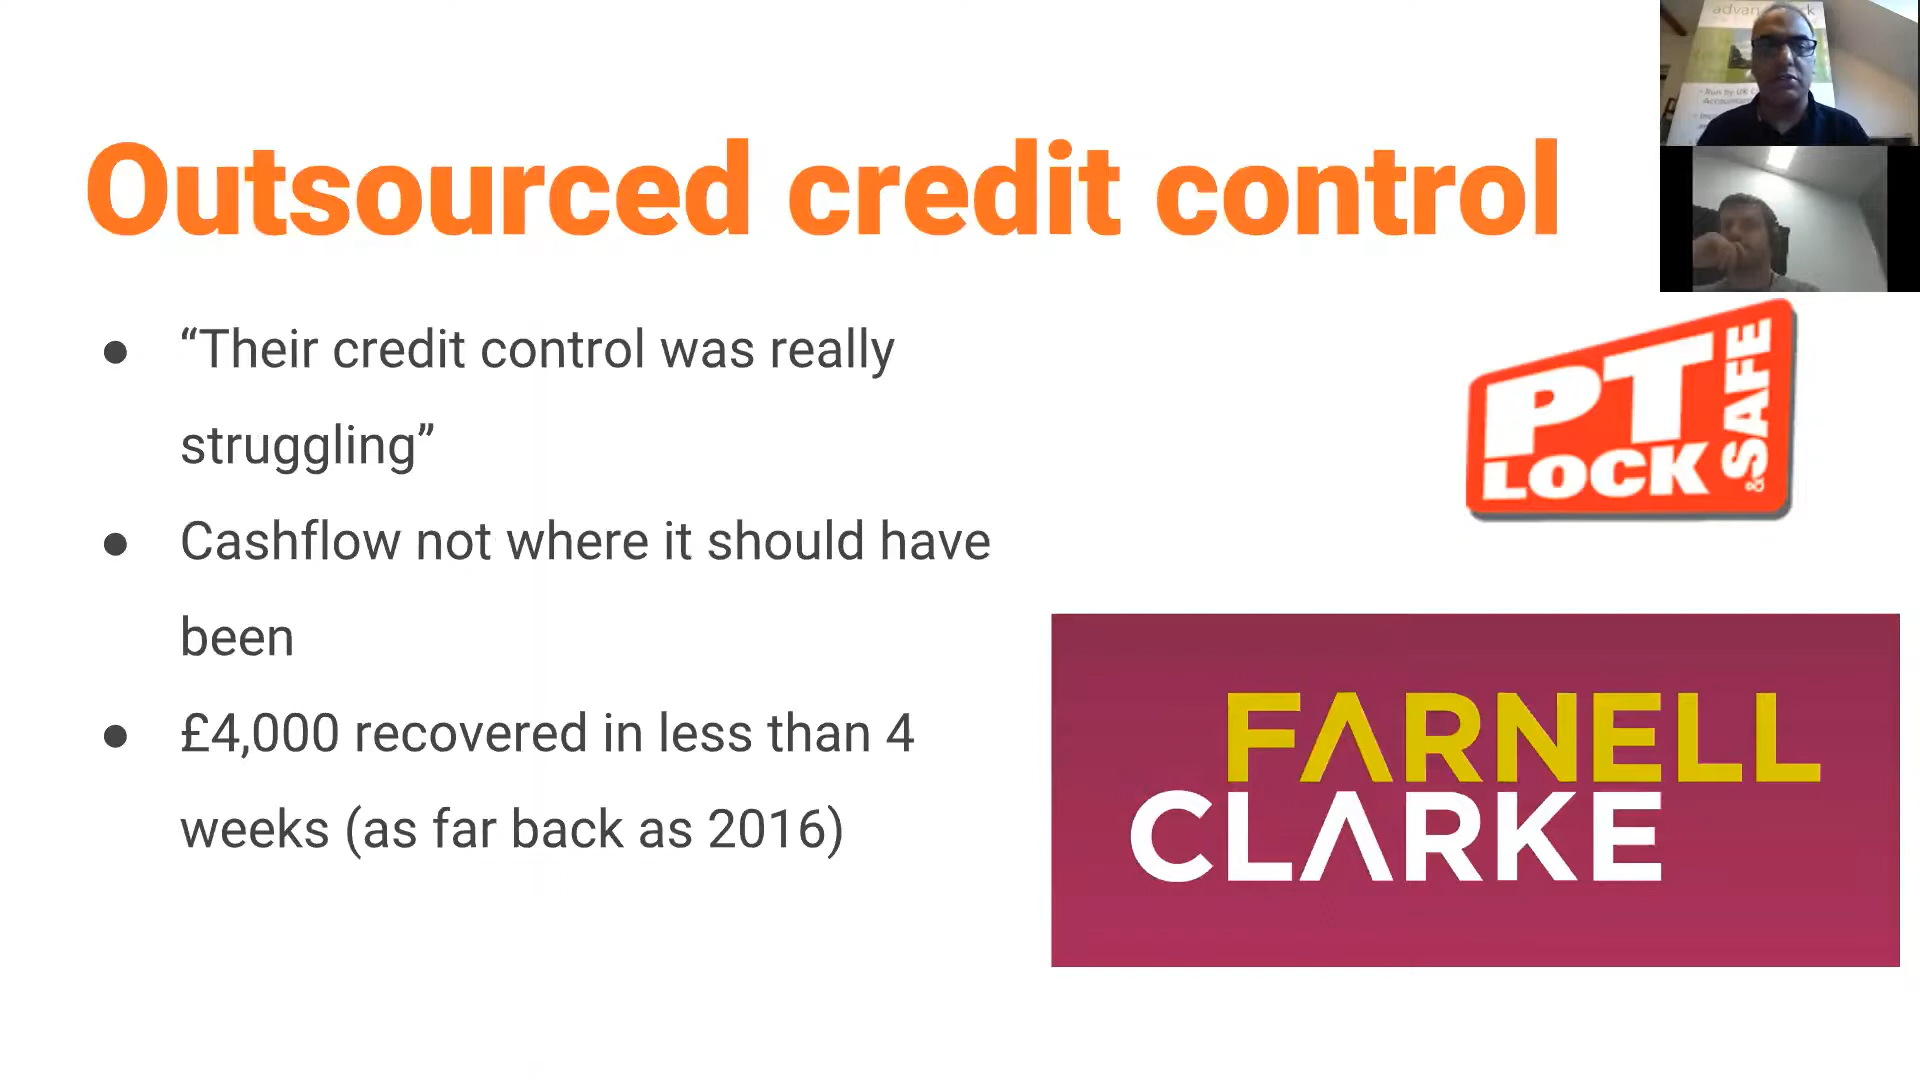 Outsourced credit control
● “Their credit control was really
struggling”
● Cashflow not where it should have
been
● £4,000 recovered in less than 4
weeks (as far back as 2016)
PT
LOCK
& SAFE
FARNELL
CLARKE